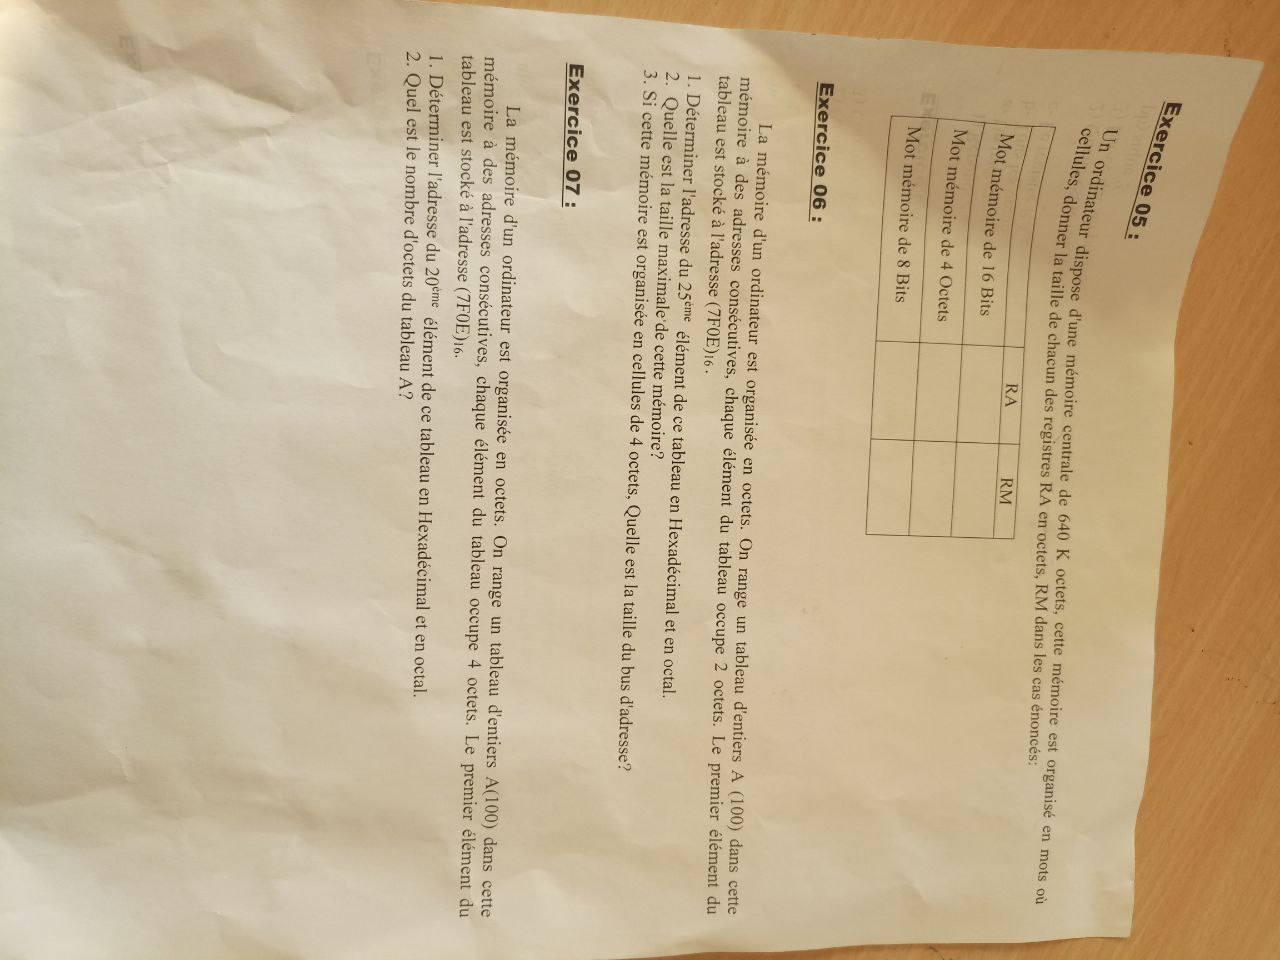 Exercice 05 :
Un ordinateur dispose d'une mémoire centrale de 640 K octets, cette mémoire est organisé en mots où
cellules, donner la taille de chacun des registres RA en octets, RM dans les cas énoncés:
RA RM
Mot mémoire de 16 Bits
Mot mémoire de 4 Octets
Mot mémoire de 8 Bits
Exercice 06 :
La mémoire d'un ordinateur est organisée en octets. On range un tableau d'entiers A (100) dans cette
mémoire à des adresses consécutives, chaque élément du tableau occupe 2 octets. Le premier élément du
tableau est stocké à l'adresse (7F0E)16.
1. Déterminer l'adresse du 25ème élément de ce tableau en Hexadécimal et en octal.
2. Quelle est la taille maximale de cette mémoire?
3. Si cette mémoire est organisée en cellules de 4 octets, Quelle est la taille du bus d'adresse?
Exercice 07 :
La mémoire d'un ordinateur est organisée en octets. On range un tableau d'entiers A(100) dans cette
mémoire à des adresses consécutives, chaque élément du tableau occupe 4 octets. Le premier élément du
tableau est stocké à l'adresse (7F0E)16.
1. Déterminer l'adresse du 20ème élément de ce tableau en Hexadécimal et en octal.
2. Quel est le nombre d'octets du tableau A?